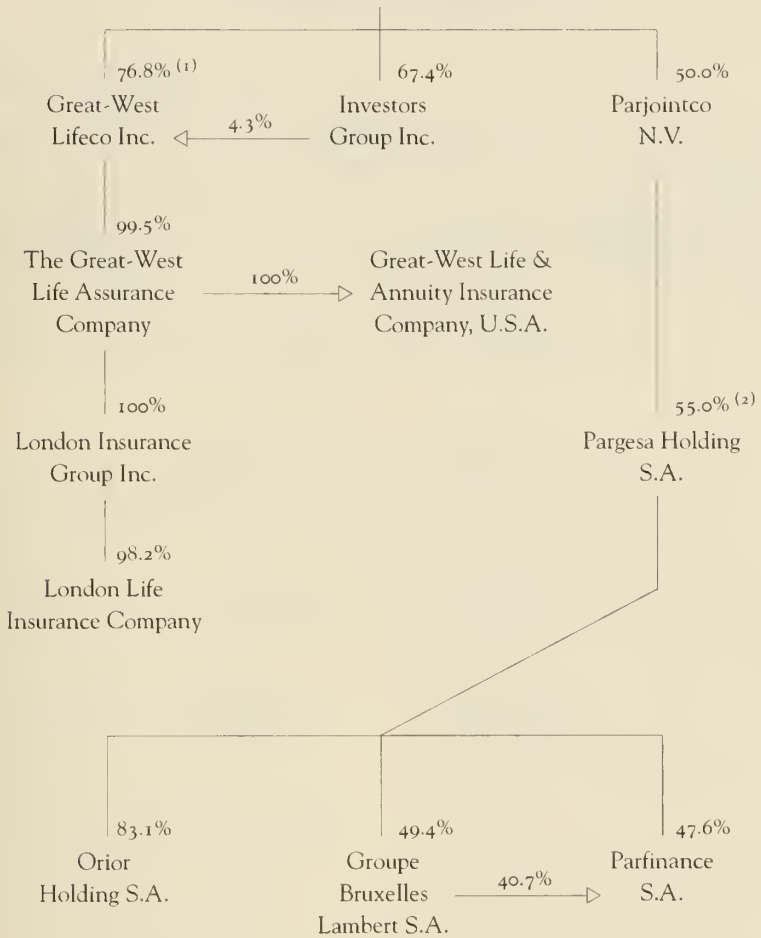 76.8% (1)
67.4%
50.0%
Great-West
Lifeco Inc.
4.3%
Investors
Group Inc.
Parjointco
N.V.
99.5%
The Great-West
Life Assurance
Company
100%
Great-West Life &
Annuity Insurance
Company, U.S.A.
100%
London Insurance
Group Inc.
55.0% (2)
Pargesa Holding
S.A.
98.2%
London Life
Insurance Company
83.1%
Orior
Holding S.A.
49.4%
Groupe
Bruxelles
Lambert S.A.
40.7%
47.6%
Parfinance
S.A.